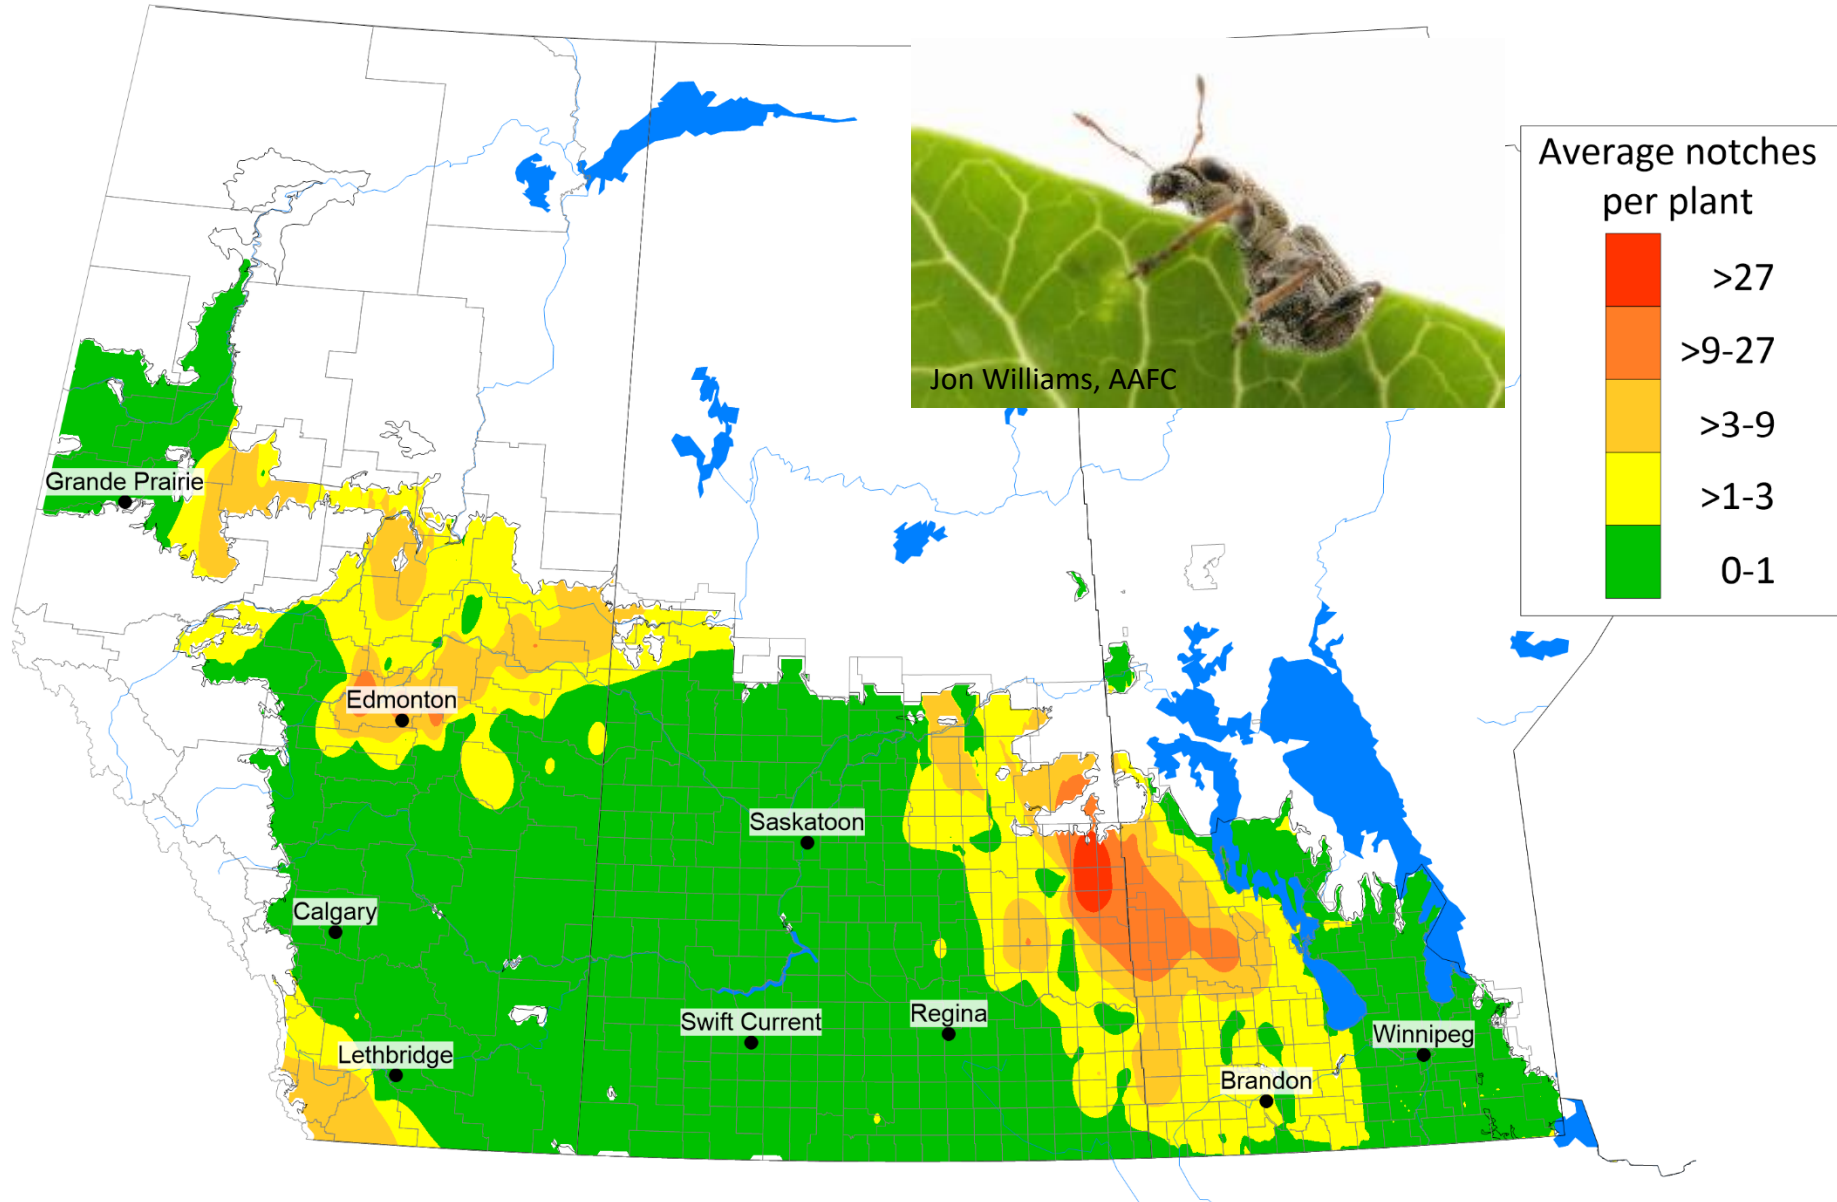 Jon Williams, AAFC
Average notches
per plant
>27
>9-27
>3-9
>1-3
0-1
Grande Prairie
Edmonton
Saskatoon
Calgary
Swift Current
Regina
Lethbridge
Winnipeg
Brandon